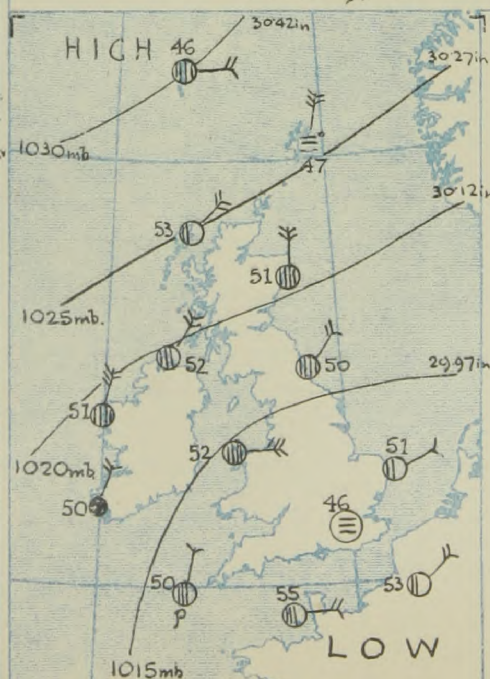 30·42in
HIGH 46
30·27in
1030mb
47
30·12in
53
51
1025mb.
52
50
29.97in
51
52
51
1020mb
46
50
50
53
P
55
LOW
1015mb